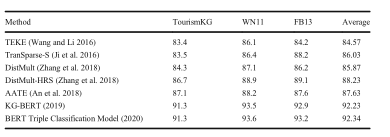 Method TourismKG WN11 FB13 Average
TEKE (Wang and Li 2016) 83.4 86.1 84.2 84.57
TranSparse-S (Ji et al. 2016) 83.5 86.4 88.2 86.03
DistMult (Zhang et al. 2018) 84.3 87.1 86.2 85.87
DistMult-HRS (Zhang et al. 2018) 86.7 88.9 89.1 88.23
AATE (An et al. 2018) 87.1 88.2 87.6 87.63
KG-BERT (2019) 91.3 93.5 92.9 92.23
BERT Triple Classification Model (2020) 91.3 93.6 93.2 92.34